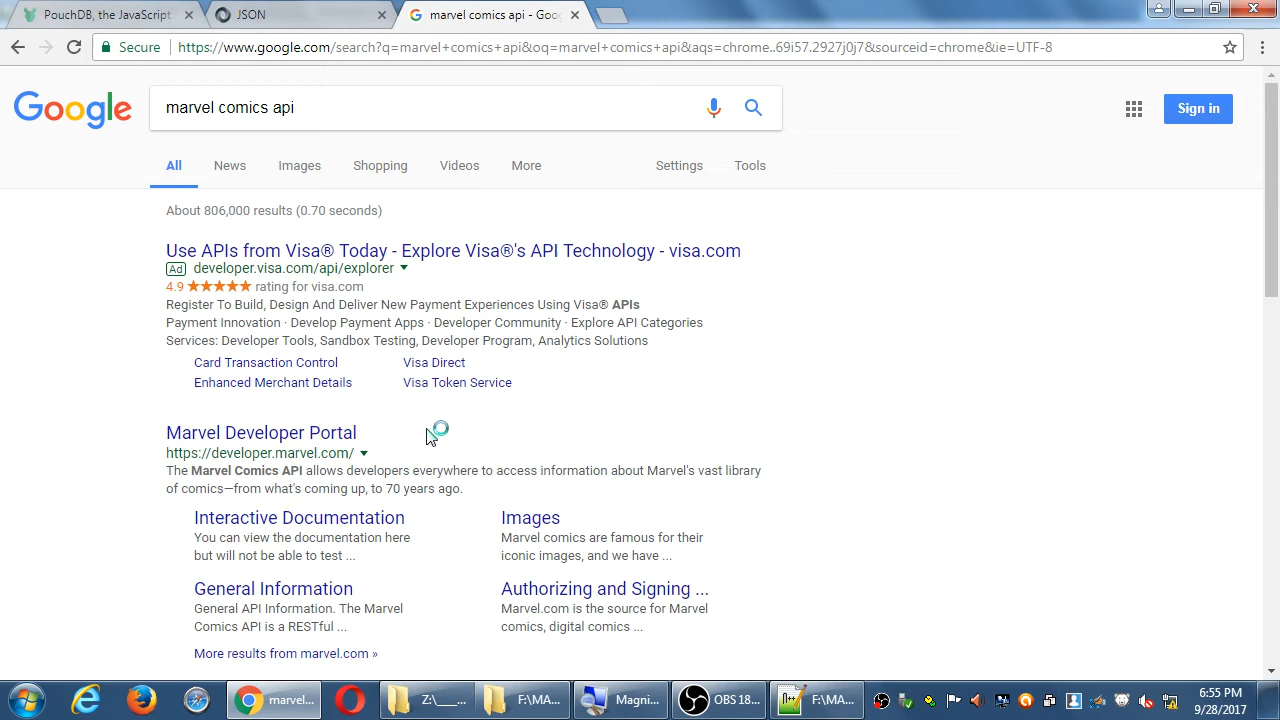 PouchDB, the JavaScript
JSON
marvel comics api - Goo
Secure
https://www.google.com/search?q=marvel+comics+api&oq=marvel+comics+api&aqs=chrome..69i57.2927j0j7&sourceid=chrome&ie=UTF-8
Google
marvel comics api
Sign in
All News Images Shopping Videos More Settings Tools
About 806,000 results (0.70 seconds)
Use APIs from Visa® Today - Explore Visa®'s API Technology - visa.com
Ad developer.visa.com/api/explorer
4.9 ★★★★★ rating for visa.com
Register To Build, Design And Deliver New Payment Experiences Using Visa® APIs
Payment Innovation · Develop Payment Apps · Developer Community · Explore API Categories
Services: Developer Tools, Sandbox Testing, Developer Program, Analytics Solutions
Card Transaction Control Visa Direct
Enhanced Merchant Details Visa Token Service
Marvel Developer Portal
https://developer.marvel.com/
The Marvel Comics API allows developers everywhere to access information about Marvel's vast library
of comics—from what's coming up, to 70 years ago.
Interactive Documentation
You can view the documentation here
but will not be able to test ...
Images
Marvel comics are famous for their
iconic images, and we have ...
General Information
General API Information. The Marvel
Comics API is a RESTful ...
Authorizing and Signing ...
Marvel.com is the source for Marvel
comics, digital comics ...
More results from marvel.com »
marvel...
Z:\___...
F:\MA...
Magni...
OBS 18...
F:\MA...
6:55 PM
9/28/2017